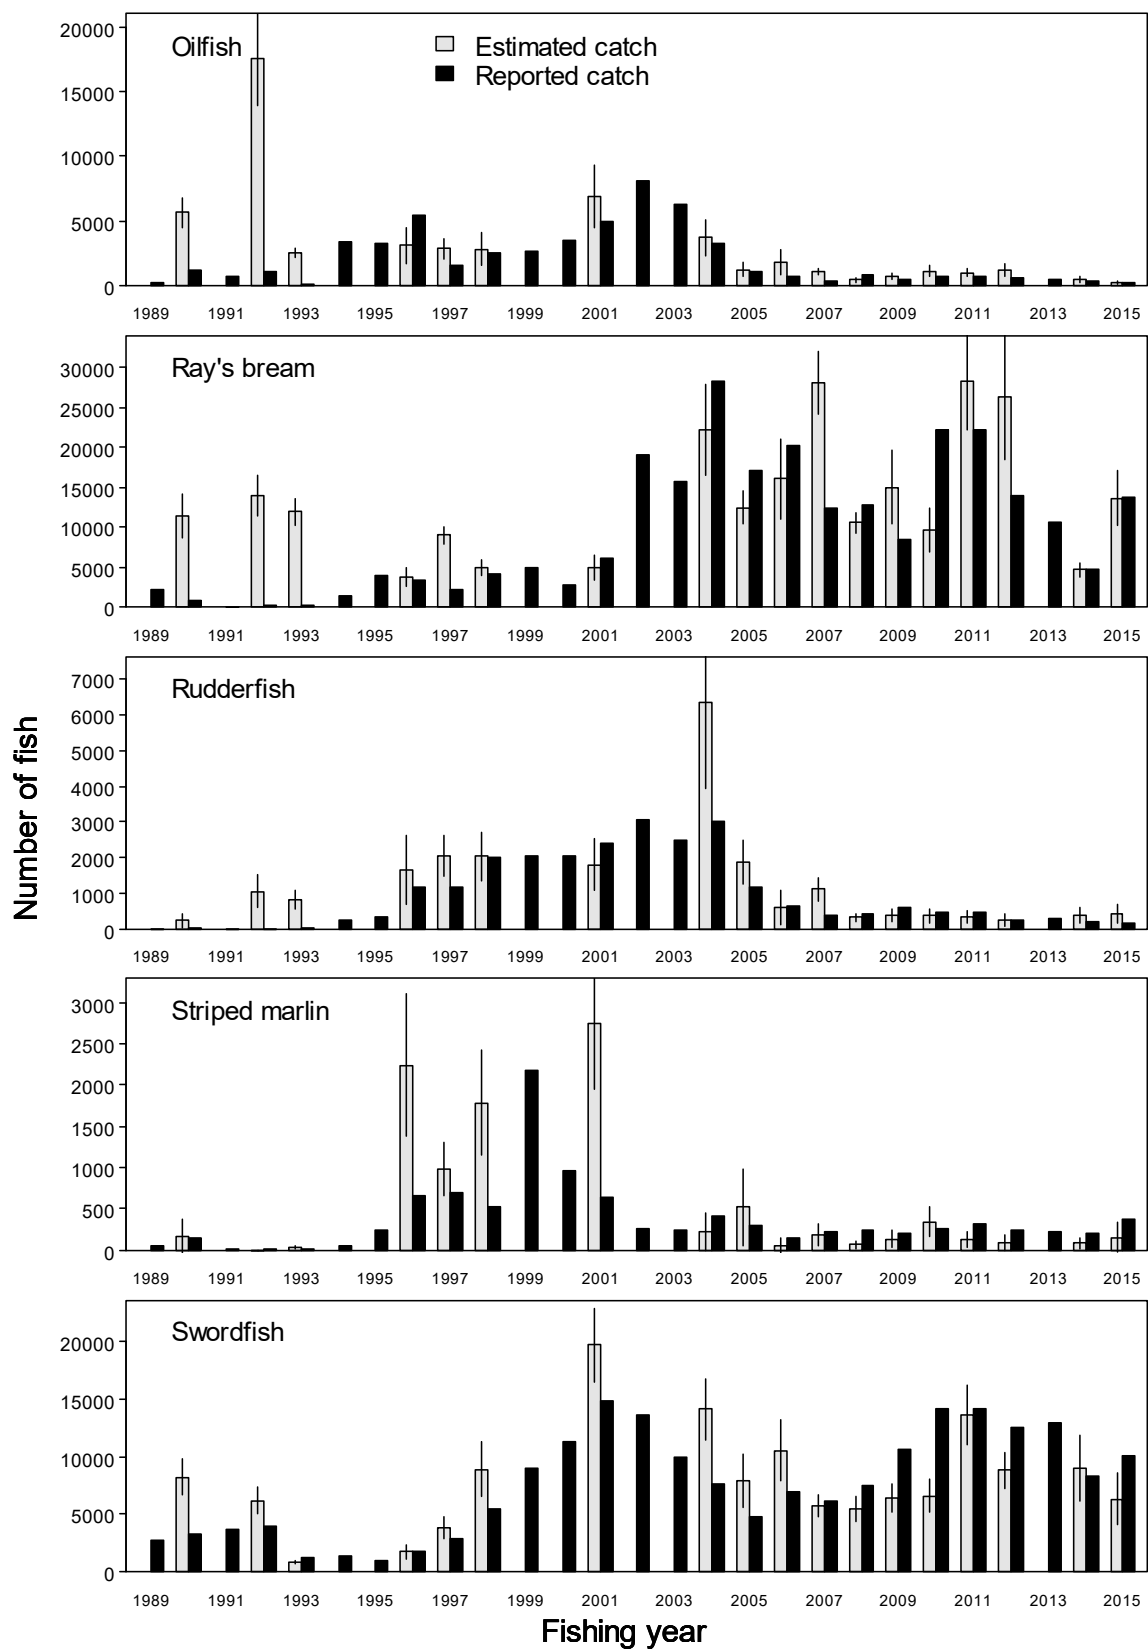 Oilfish
Estimated catch
Reported catch
20000
15000
10000
5000
0
1989 1991 1993 1995 1997 1999 2001 2003 2005 2007 2009 2011 2013 2015
Ray's bream
30000
25000
20000
15000
10000
5000
0
1989 1991 1993 1995 1997 1999 2001 2003 2005 2007 2009 2011 2013 2015
Rudderfish
7000
6000
5000
4000
3000
2000
1000
0
1989 1991 1993 1995 1997 1999 2001 2003 2005 2007 2009 2011 2013 2015
Number of fish
Striped marlin
3000
2500
2000
1500
1000
500
0
1989 1991 1993 1995 1997 1999 2001 2003 2005 2007 2009 2011 2013 2015
Swordfish
20000
15000
10000
5000
0
1989 1991 1993 1995 1997 1999 2001 2003 2005 2007 2009 2011 2013 2015
Fishing year